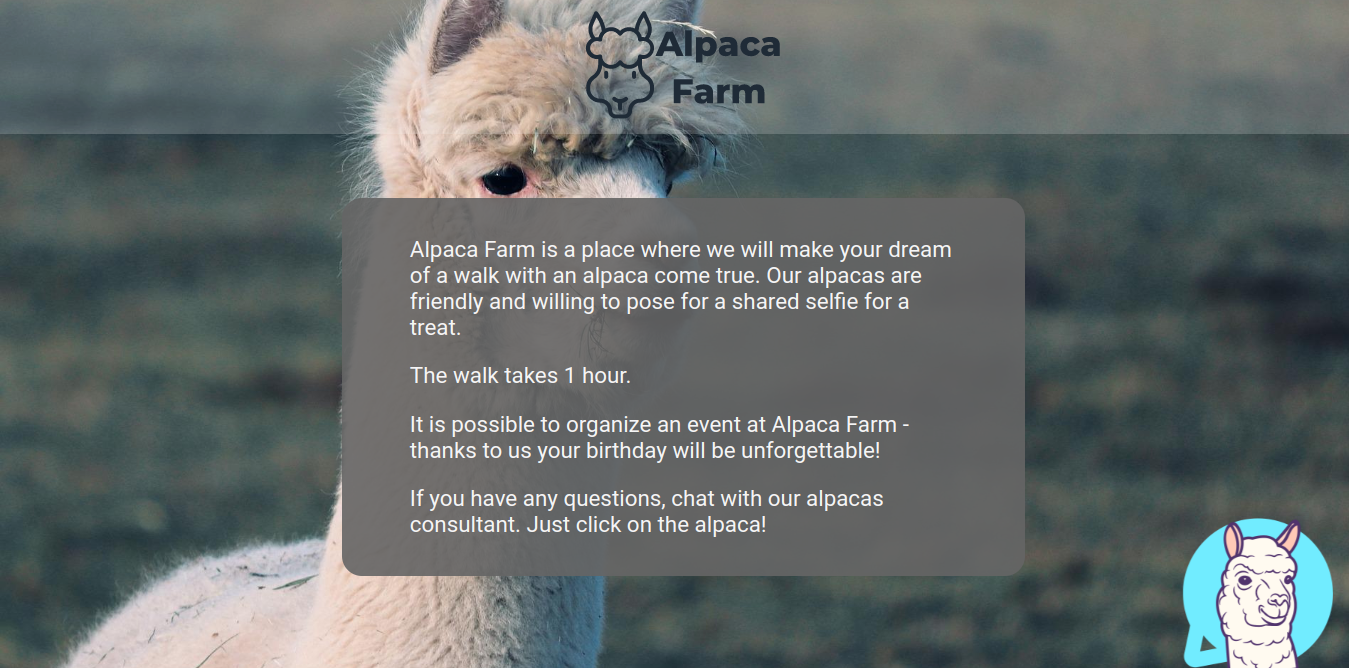 Alpaca
Farm
Alpaca Farm is a place where we will make your dream
of a walk with an alpaca come true. Our alpacas are
friendly and willing to pose for a shared selfie for a
treat.
The walk takes 1 hour.
It is possible to organize an event at Alpaca Farm -
thanks to us your birthday will be unforgettable!
If you have any questions, chat with our alpacas
consultant. Just click on the alpaca!